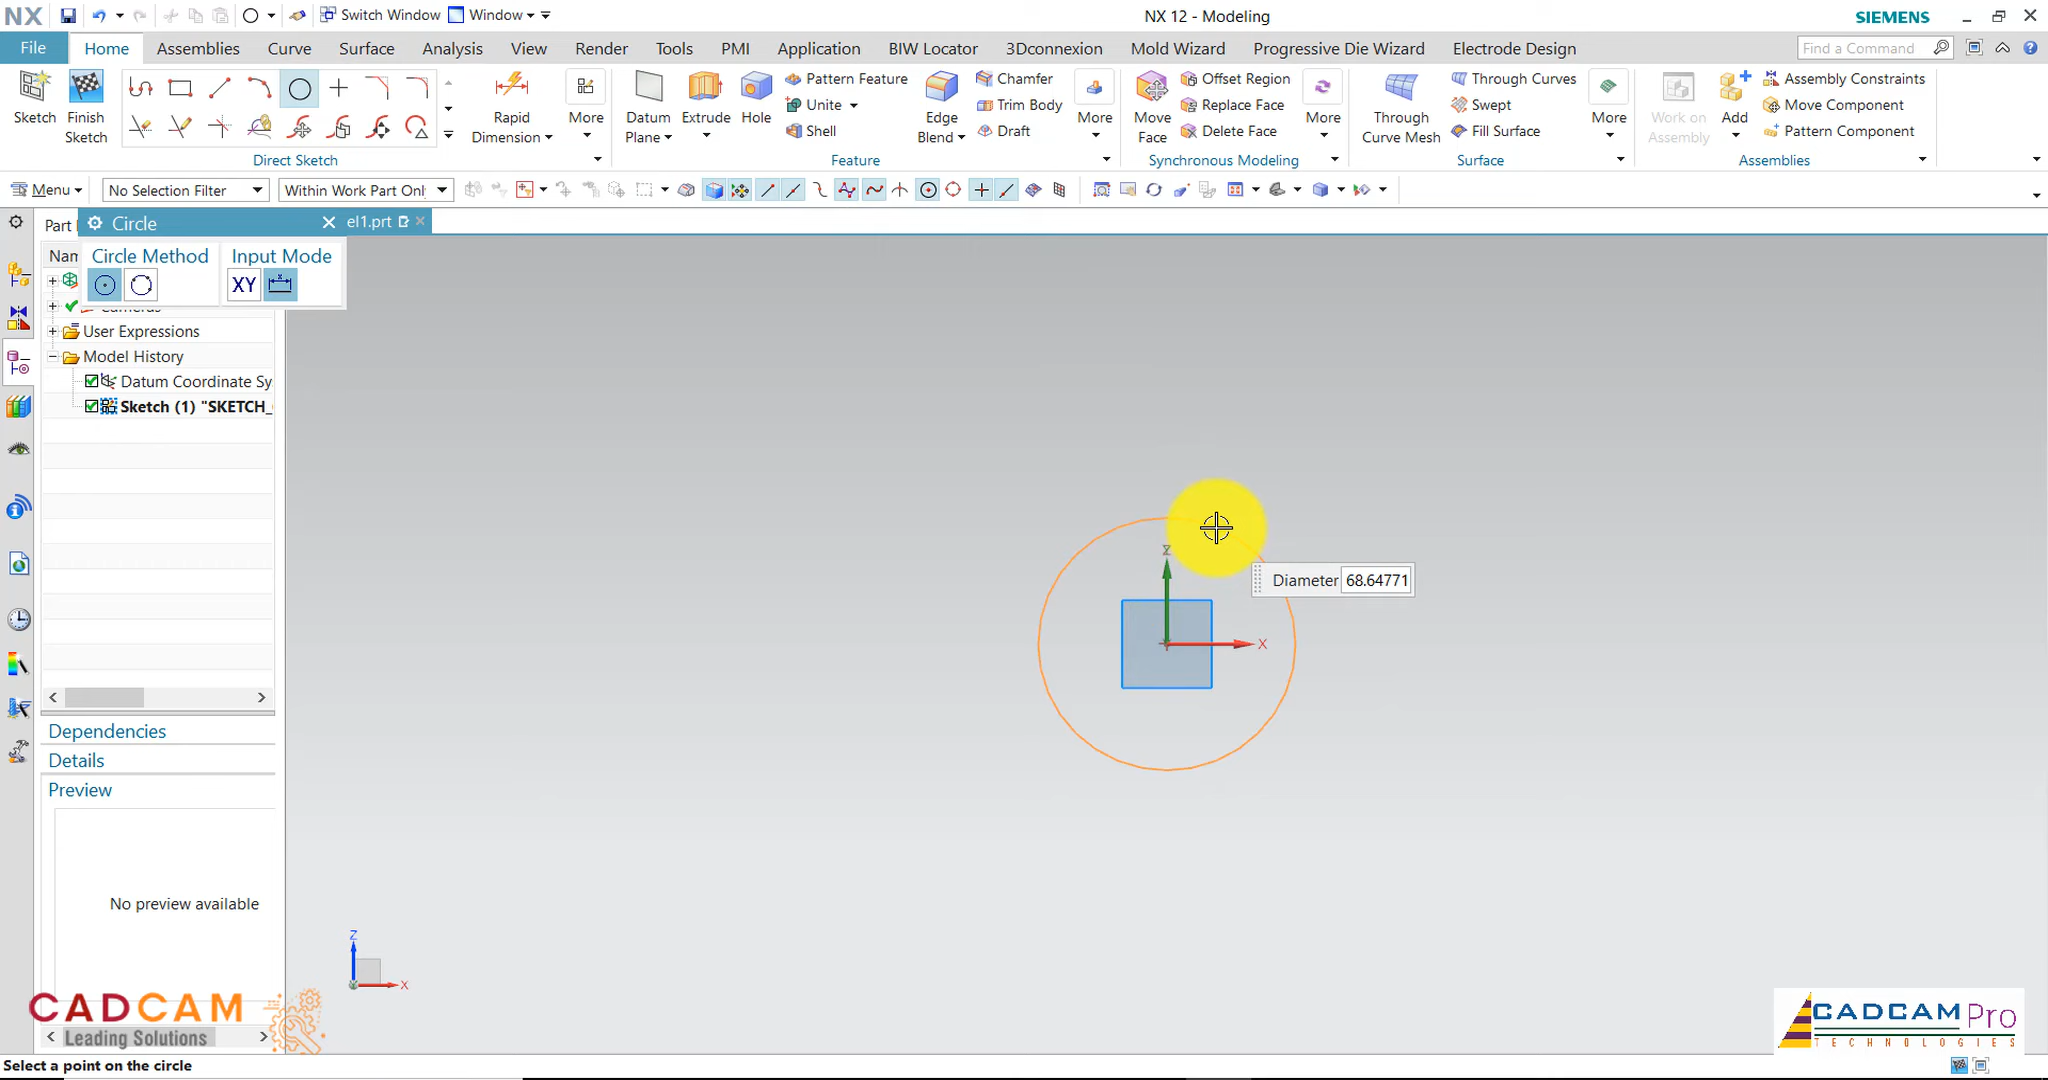 NX Switch Window Window NX 12 - Modeling SIEMENS
File Home Assemblies Curve Surface Analysis View Render Tools PMI Application BIW Locator 3Dconnexion Mold Wizard Progressive Die Wizard Electrode Design Find a Command
Sketch Finish Sketch
Direct Sketch
Rapid Dimension More
Datum Plane Extrude Hole
Pattern Feature
Unite
Shell
Edge Blend
Chamfer
Trim Body
Draft
More
Feature
Move Face
Offset Region
Replace Face
Delete Face
More
Synchronous Modeling
Through Curve Mesh
Through Curves
Swept
Fill Surface
More
Surface
Work on Assembly
Add
Assembly Constraints
Move Component
Pattern Component
Assemblies
Menu No Selection Filter Within Work Part Onl
Part Circle el1.prt
Nam Circle Method Input Mode
XY
Cameras
User Expressions
Model History
Datum Coordinate Sy
Sketch (1) "SKETCH_
Dependencies
Details
Preview
No preview available
Z
Diameter 68.64771
X
Z
X
CADCAM
Leading Solutions
CADCAM Pro
TECHNOLOGIES
Select a point on the circle